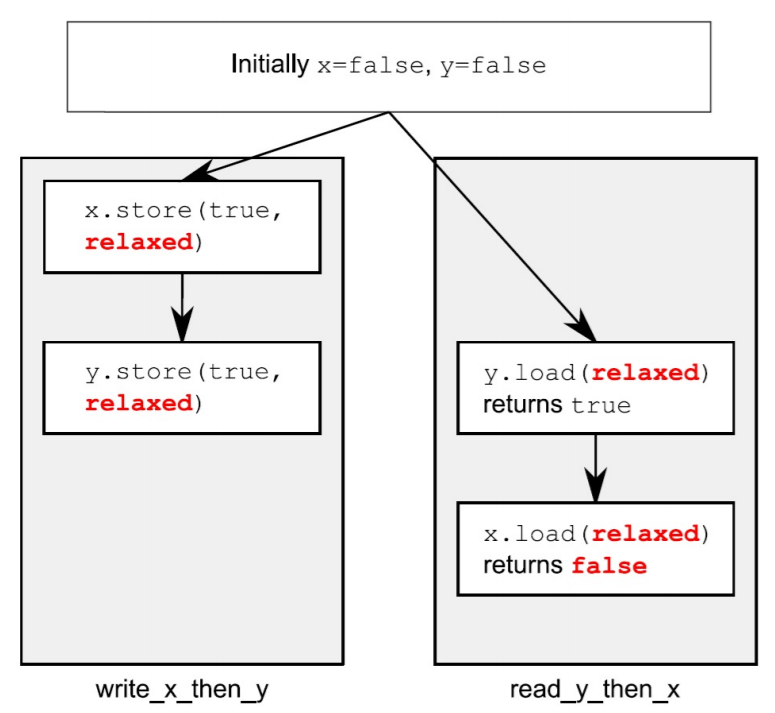 Initially x=false, y=false
x.store(true,
relaxed)
y.store(true,
relaxed)
y.load(relaxed)
returns true
x.load(relaxed)
returns false
write_x_then_y
read_y_then_x